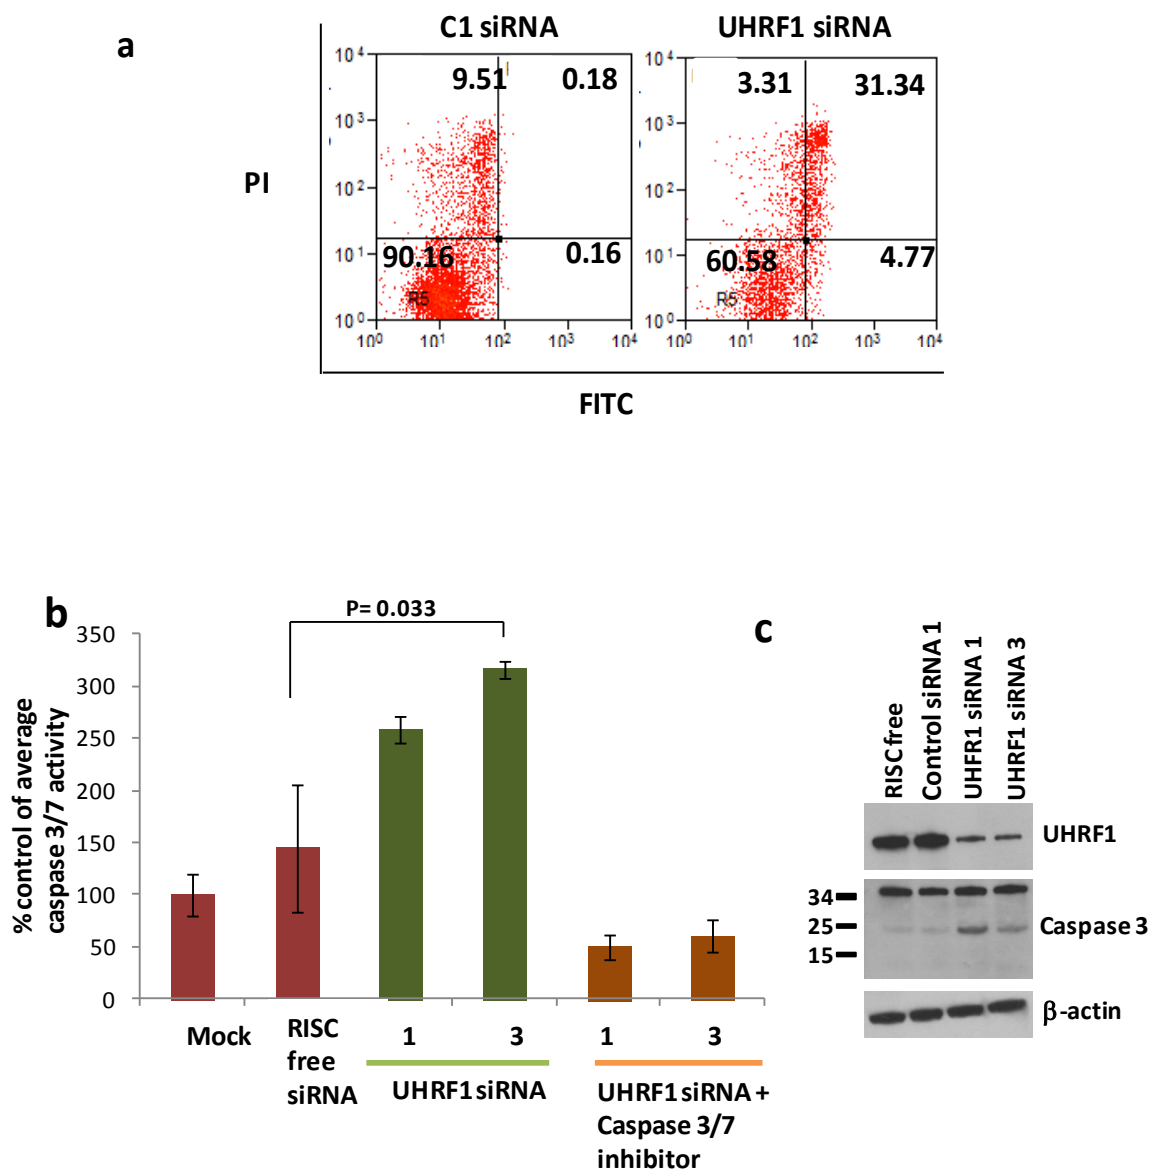 a
C1 siRNA
UHRF1 siRNA
10⁴
10³
10²
10¹
10⁰
9.51
0.18
90.16
0.16
R5
10⁰ 10¹ 10² 10³ 10⁴
10⁴
10³
10²
10¹
10⁰
3.31
31.34
60.58
4.77
R5
10⁰ 10¹ 10² 10³ 10⁴
PI
FITC
b
P= 0.033
% control of average
caspase 3/7 activity
350
300
250
200
150
100
50
0
Mock
RISC
free
siRNA
1
3
UHRF1 siRNA
1
3
UHRF1 siRNA +
Caspase 3/7
inhibitor
c
RISC free
Control siRNA 1
UHFR1 siRNA 1
UHRF1 siRNA 3
UHRF1
34
25
15
Caspase 3
β-actin